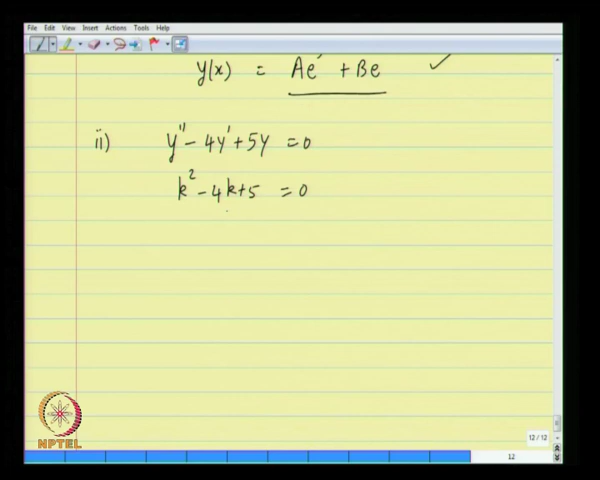 File Edit View Insert Actions Tools Help
y(x) = Ae' + Be ✓
ii) y'' - 4y' + 5y = 0
k² - 4k + 5 = 0
NPTEL
12 / 12
12